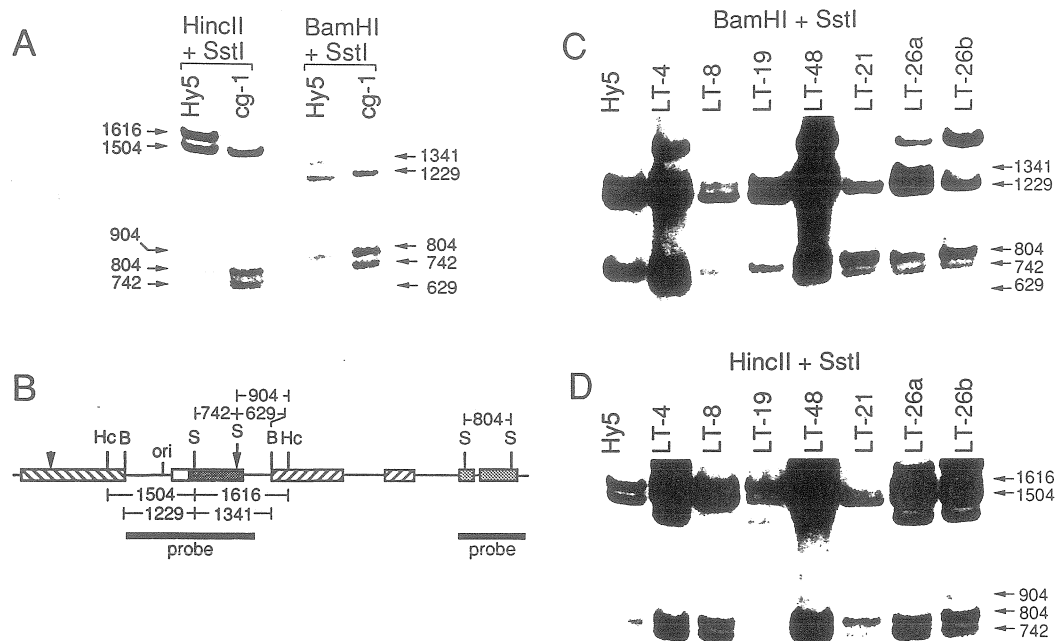 A
HincII
+ SstI
BamHI
+ SstI
Hy5
cg-1
Hy5
cg-1
1616
1504
904
804
742
1341
1229
804
742
629
B
904
742
629
804
Hc
B
ori
S
S
B
Hc
S
S
1504
1616
1229
1341
probe
probe
C
BamHI + SstI
Hy5
LT-4
LT-8
LT-19
LT-48
LT-21
LT-26a
LT-26b
1341
1229
804
742
629
D
HincII + SstI
Hy5
LT-4
LT-8
LT-19
LT-48
LT-21
LT-26a
LT-26b
1616
1504
904
804
742